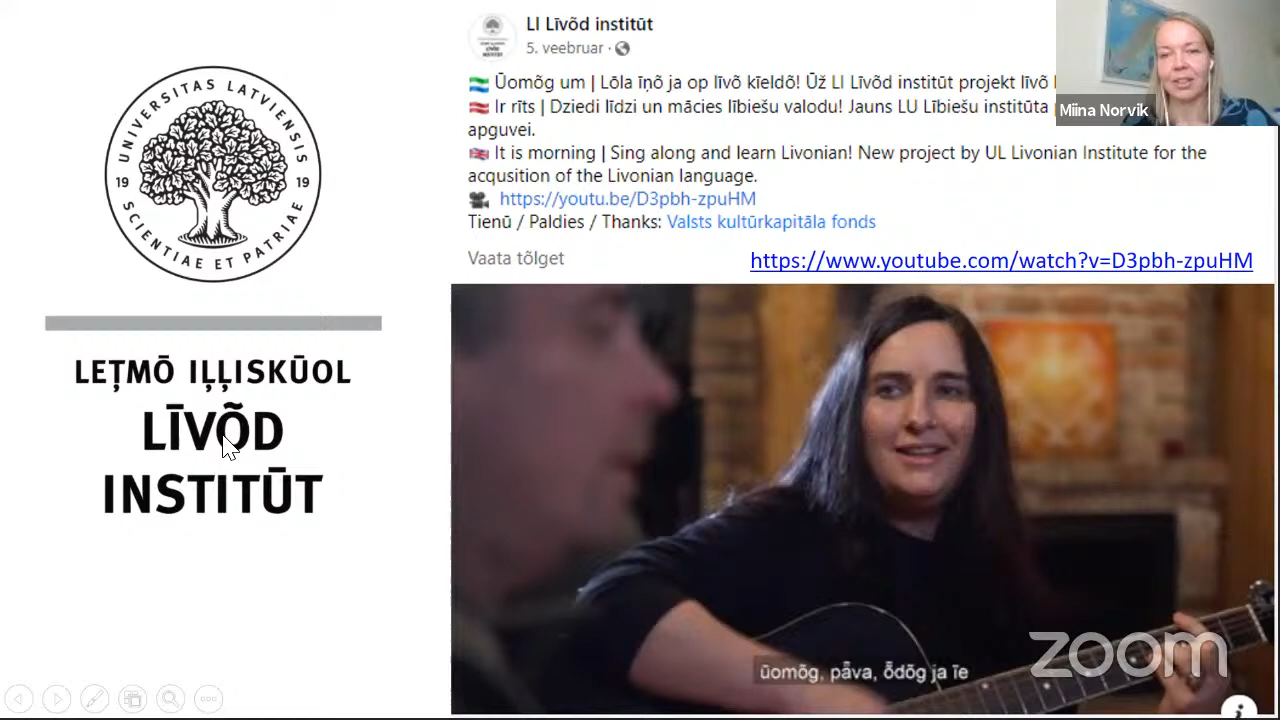 UNIVERSITAS LATVIENSIS
19 19
SCIENTIAE ET PATRIAE
LEŢMŌ IĻĻISKŪOL
LĪVÕD
INSTITŪT
LI Līvõd institūt
5. veebruar ·
Ūomõg um | Lōla īņõ ja op līvõ kīeldõ! Ūž LI Līvõd institūt projekt līvõ
Ir rīts | Dziedi līdzi un mācies lībiešu valodu! Jauns LU Lībiešu institūta
apguvei.
It is morning | Sing along and learn Livonian! New project by UL Livonian Institute for the
acqusition of the Livonian language.
https://youtu.be/D3pbh-zpuHM
Tienū / Paldies / Thanks: Valsts kultūrkapitāla fonds
Vaata tõlget
https://www.youtube.com/watch?v=D3pbh-zpuHM
Miina Norvik
ūomõg, pǟva, ȭdõg ja īe
zoom